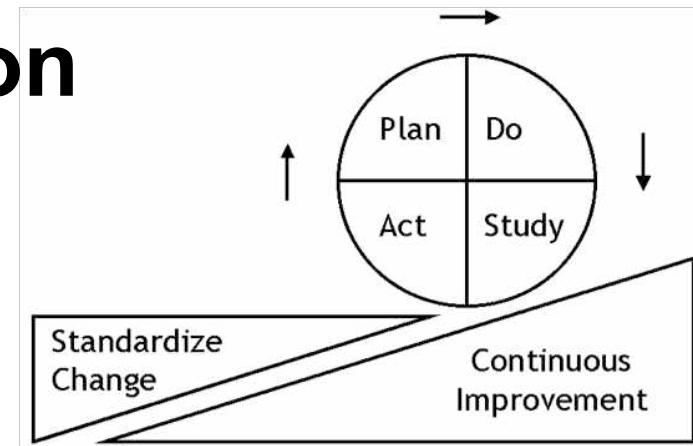 on
Plan Do
Act Study
Standardize
Change
Continuous
Improvement